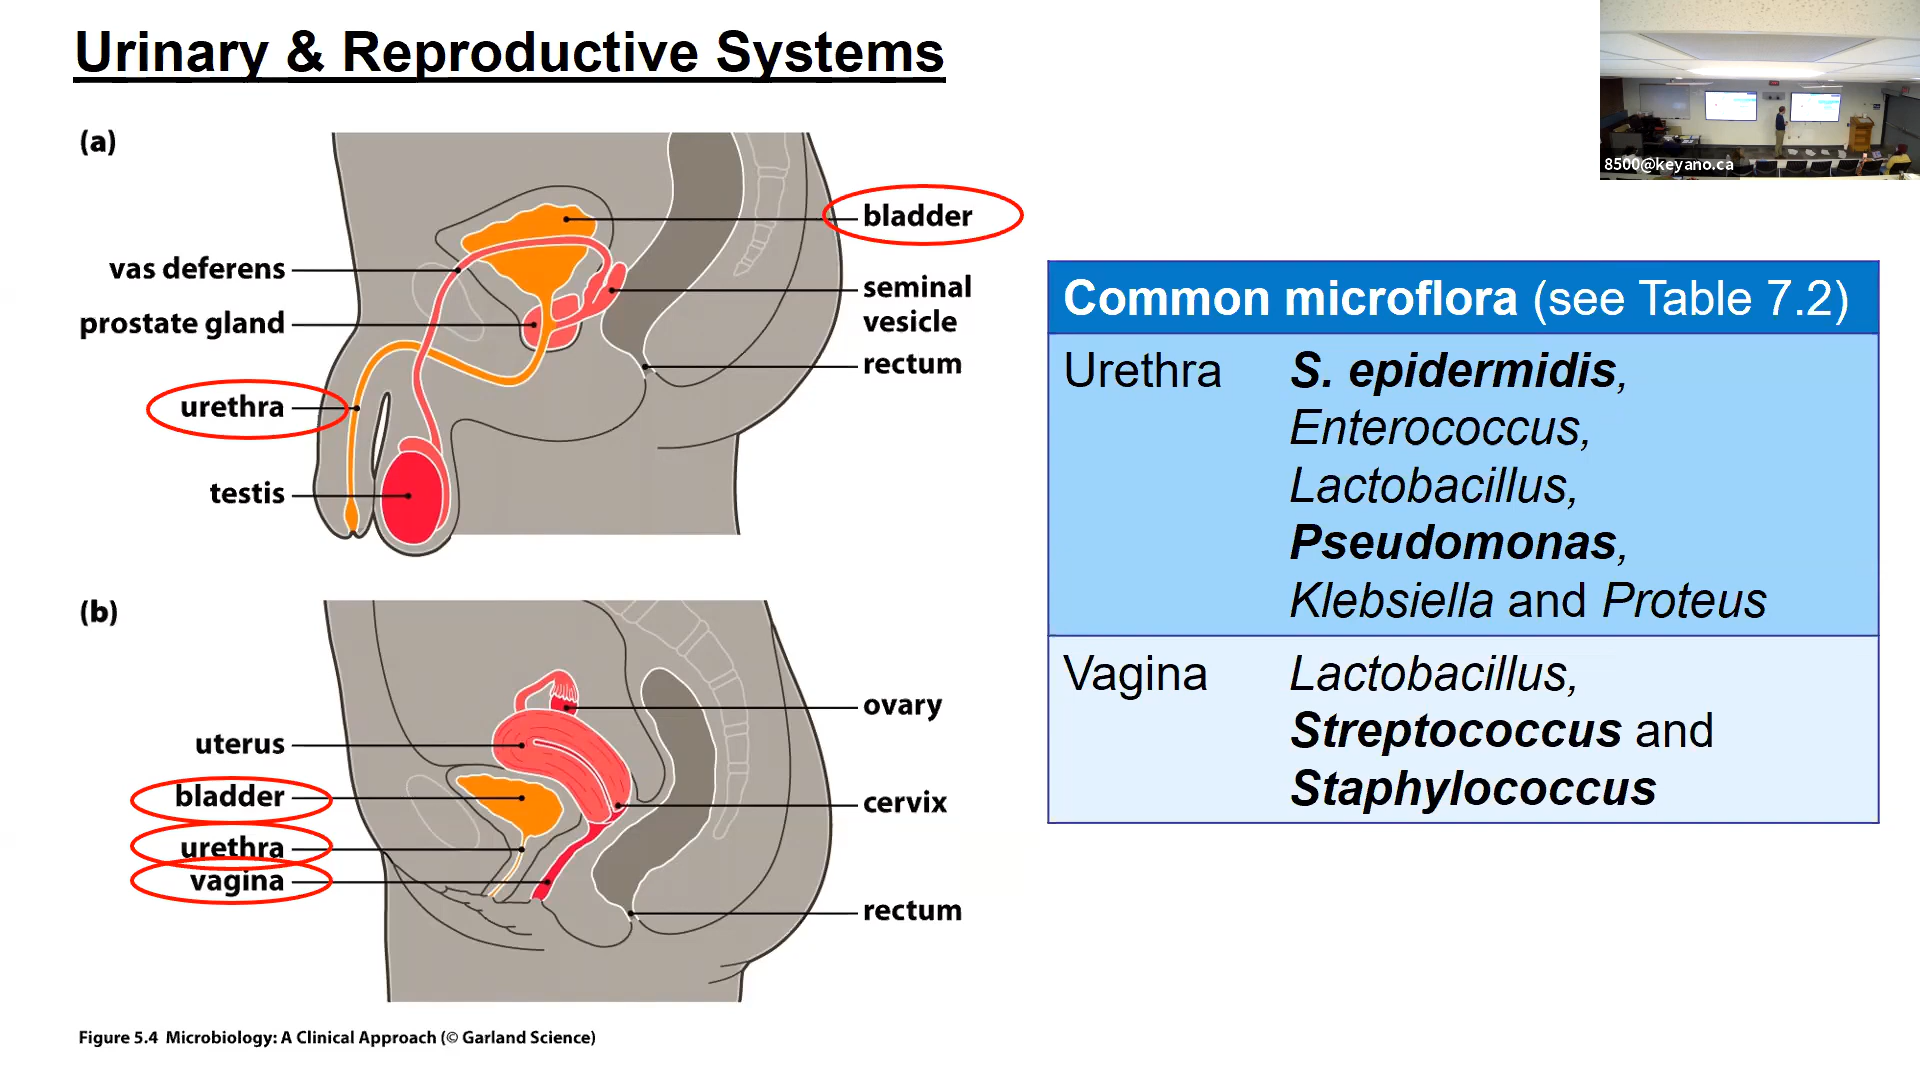 Urinary & Reproductive Systems
8500@keyano.ca
(a)
bladder
vas deferens
seminal
vesicle
prostate gland
rectum
urethra
testis
(b)
ovary
uterus
bladder
cervix
urethra
vagina
rectum
Common microflora (see Table 7.2)
Urethra S. epidermidis,
Enterococcus,
Lactobacillus,
Pseudomonas,
Klebsiella and Proteus
Vagina Lactobacillus,
Streptococcus and
Staphylococcus
Figure 5.4 Microbiology: A Clinical Approach (© Garland Science)